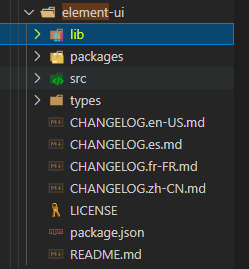 element-ui
lib
packages
src
types
CHANGELOG.en-US.md
CHANGELOG.es.md
CHANGELOG.fr-FR.md
CHANGELOG.zh-CN.md
LICENSE
package.json
README.md